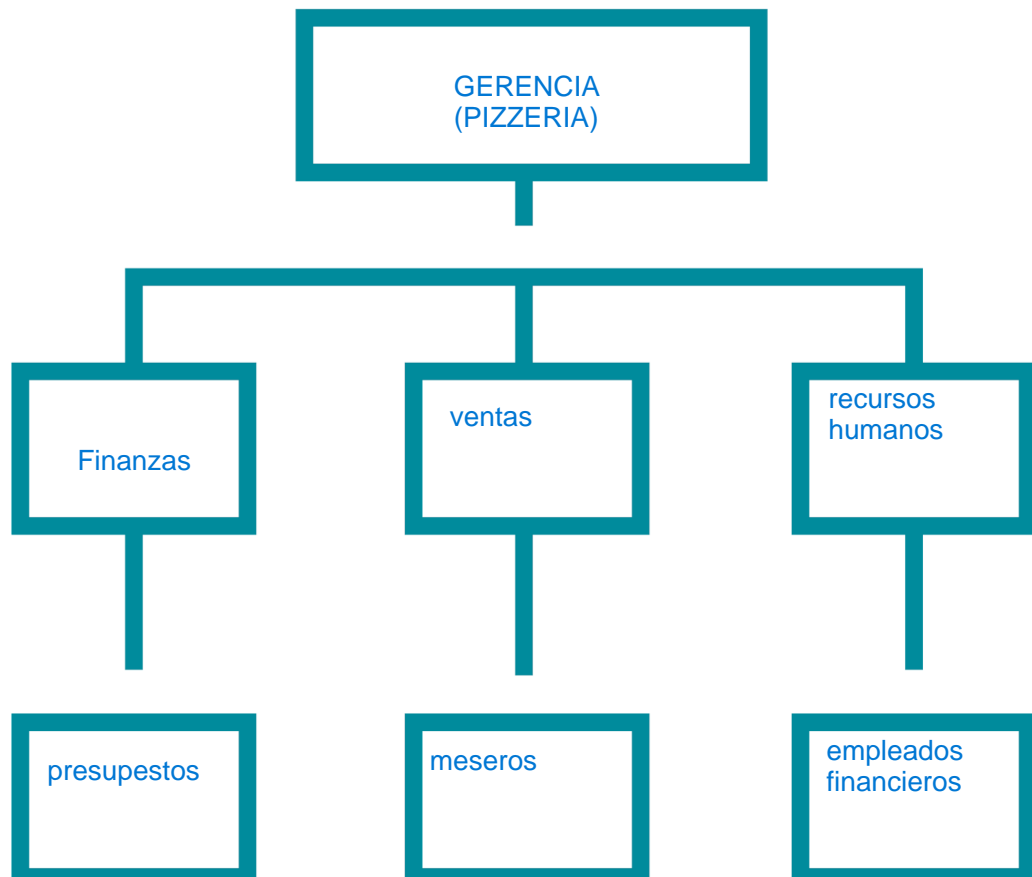 GERENCIA
(PIZZERIA)
Finanzas
ventas
recursos
humanos
presupestos
meseros
empleados
financieros